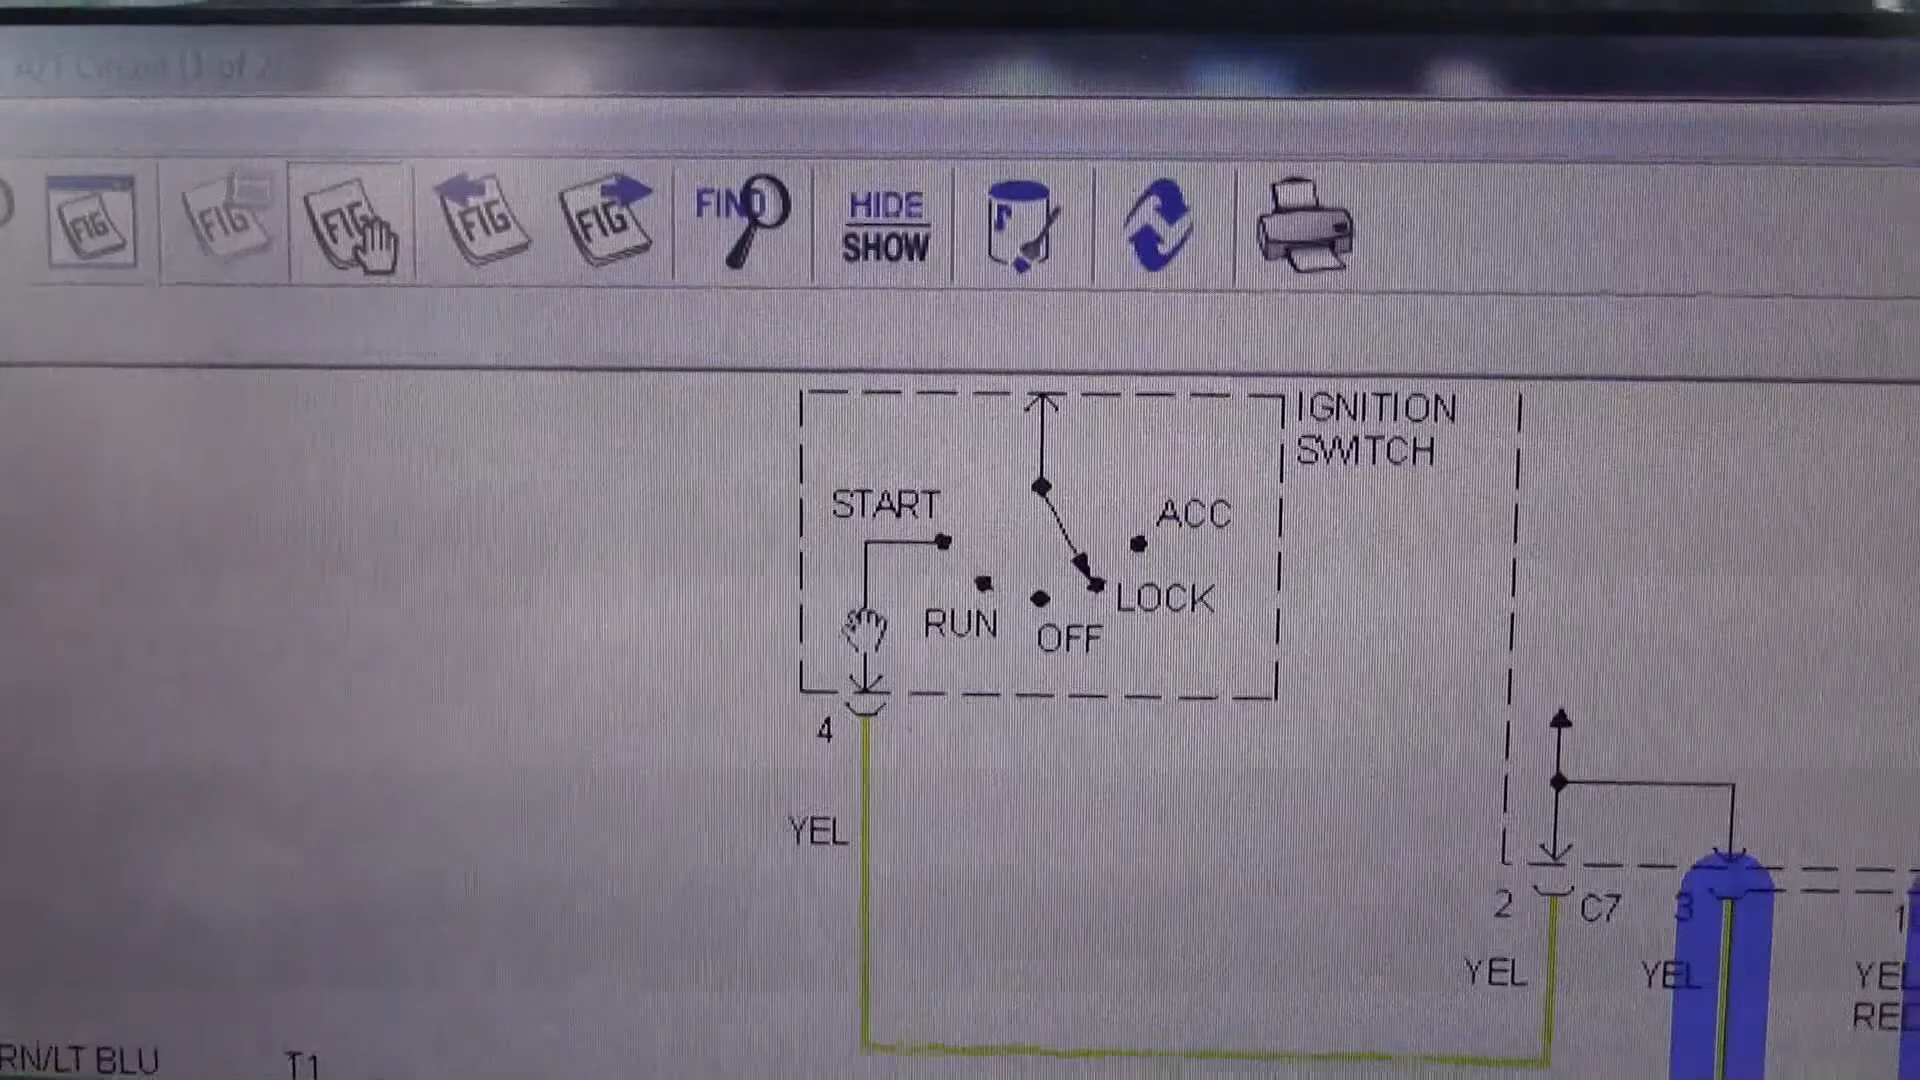 A/T Circuit (1 of 2)
FIG
FIG
FIG
FIG
FIG
FIND
HIDE
SHOW
IGNITION
SWITCH
START
ACC
LOCK
RUN
OFF
4
YEL
2
C7
3
YEL
YEL
YEL
RED
RN/LT BLU
T1